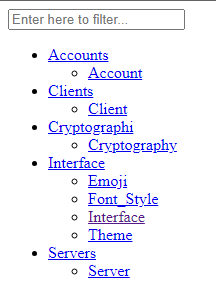 Enter here to filter...
Accounts
Account
Clients
Client
Cryptographi
Cryptography
Interface
Emoji
Font_Style
Interface
Theme
Servers
Server